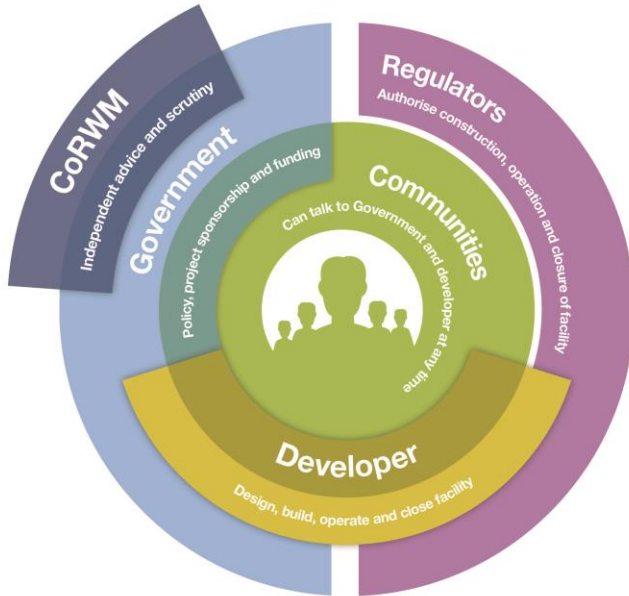 CoRWM
Independent advice and scrutiny
Government
Policy, project sponsorship and funding
Regulators
Authorise construction, operation and closure of facility
Communities
Can talk to Government and developer at any time
Developer
Design, build, operate and close facility